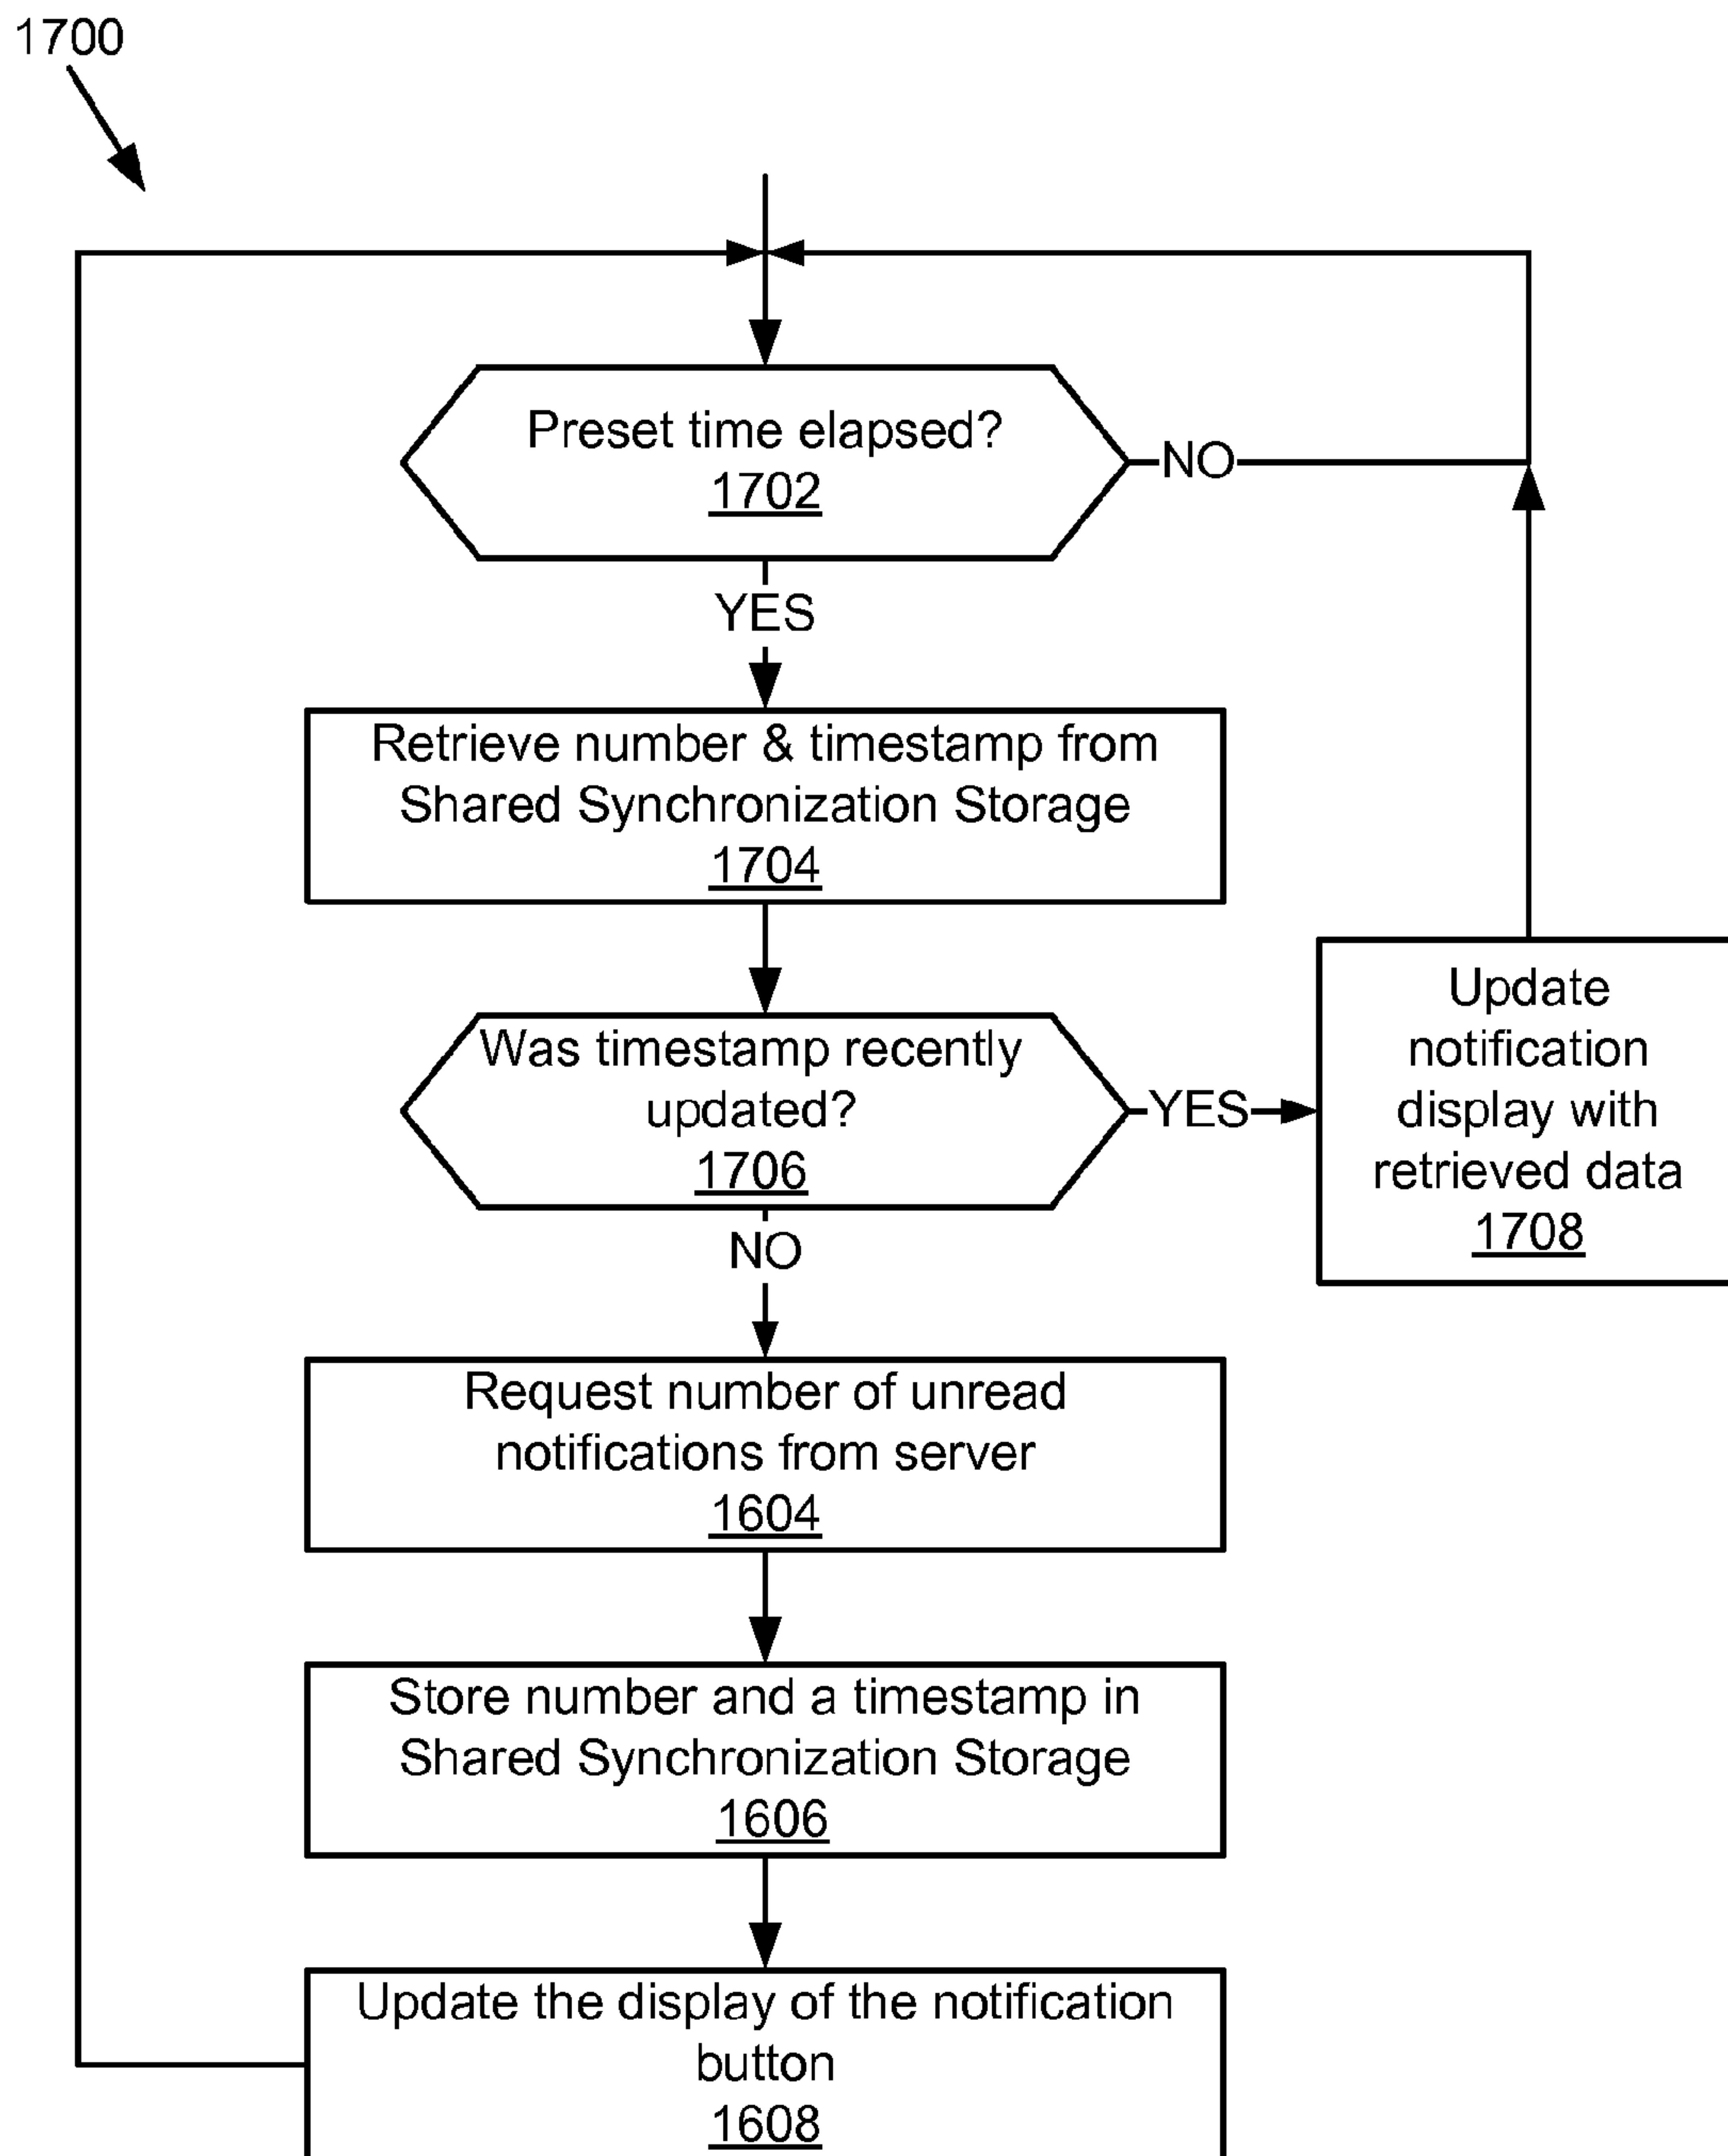 1700
Preset time elapsed?
1702
NO
YES
Retrieve number & timestamp from
Shared Synchronization Storage
1704
Was timestamp recently
updated?
1706
YES
Update
notification
display with
retrieved data
1708
NO
Request number of unread
notifications from server
1604
Store number and a timestamp in
Shared Synchronization Storage
1606
Update the display of the notification
button
1608